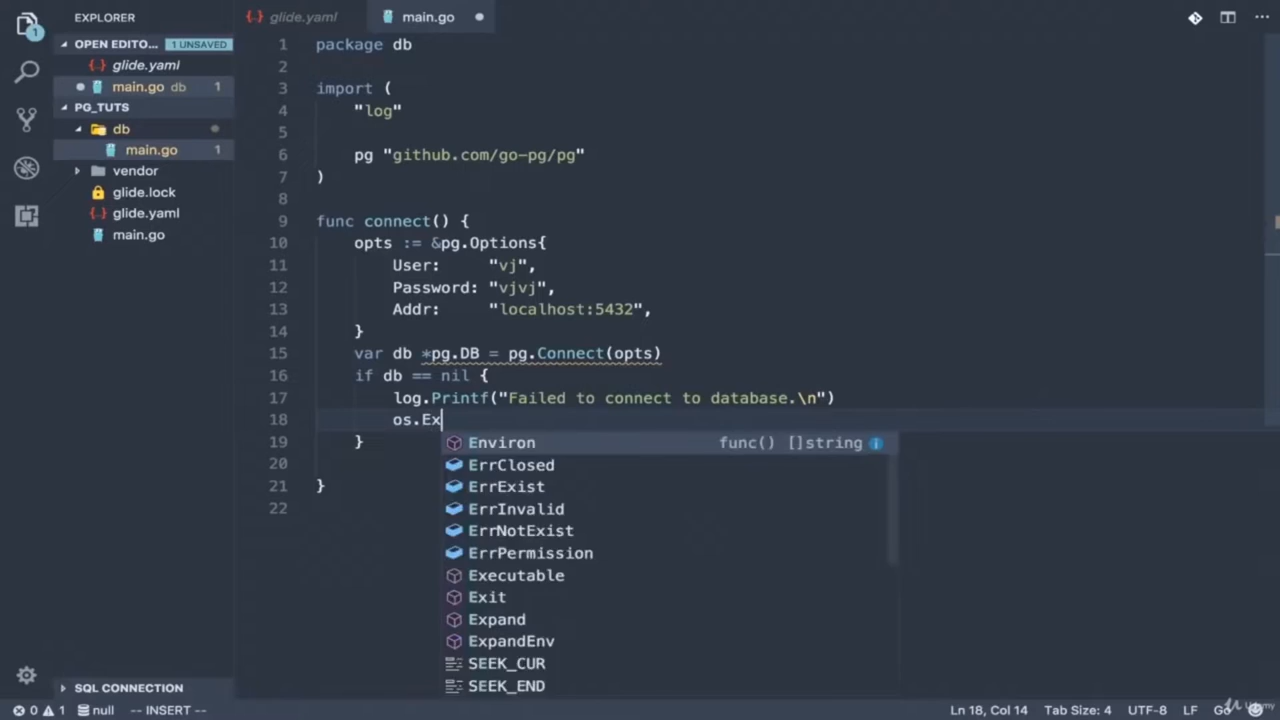 EXPLORER
OPEN EDITO... 1 UNSAVED
glide.yaml
main.go db 1
PG_TUTS
db
main.go 1
vendor
glide.lock
glide.yaml
main.go
SQL CONNECTION
1
glide.yaml
main.go
1 package db
2
3 import (
4 "log"
5
6 pg "github.com/go-pg/pg"
7 )
8
9 func connect() {
10 opts := &pg.Options{
11 User: "vj",
12 Password: "vjvj",
13 Addr: "localhost:5432",
14 }
15 var db *pg.DB = pg.Connect(opts)
16 if db == nil {
17 log.Printf("Failed to connect to database.\n")
18 os.Ex
19 }
20
21 }
22
Environ func() []string
ErrClosed
ErrExist
ErrInvalid
ErrNotExist
ErrPermission
Executable
Exit
Expand
ExpandEnv
SEEK_CUR
SEEK_END
0 1 null -- INSERT -- Ln 18, Col 14 Tab Size: 4 UTF-8 LF Go
Udemy